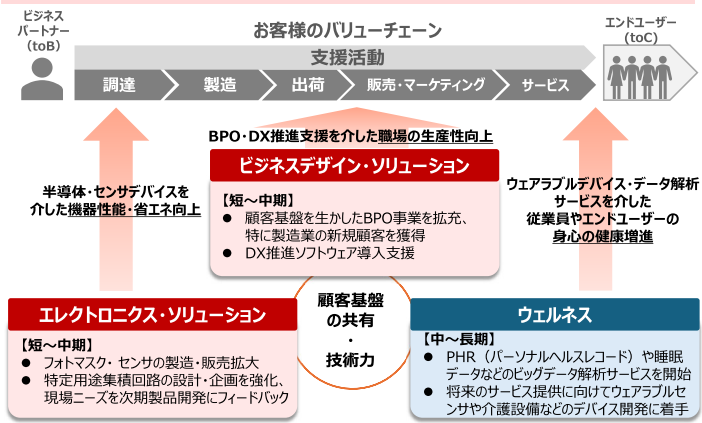 ビジネス
パートナー
(toB)
お客様のバリューチェーン
エンドユーザー
(toC)
支援活動
調達
製造
出荷
販売・マーケティング
サービス
BPO・DX推進支援を介した職場の生産性向上
ビジネスデザイン・ソリューション
【短～中期】
● 顧客基盤を生かしたBPO事業を拡充、
特に製造業の新規顧客を獲得
● DX推進ソフトウェア導入支援
半導体・センサデバイスを
介した機器性能・省エネ向上
ウェアラブルデバイス・データ解析
サービスを介した
従業員やエンドユーザーの
身心の健康増進
顧客基盤
の共有
・
技術力
エレクトロニクス・ソリューション
【短～中期】
● フォトマスク・ センサの製造・販売拡大
● 特定用途集積回路の設計・企画を強化、
現場ニーズを次期製品開発にフィードバック
ウェルネス
【中～長期】
● PHR（パーソナルヘルスレコード）や睡眠
データなどのビッグデータ解析サービスを開始
● 将来のサービス提供に向けてウェアラブルセ
ンサや介護設備などのデバイス開発に着手